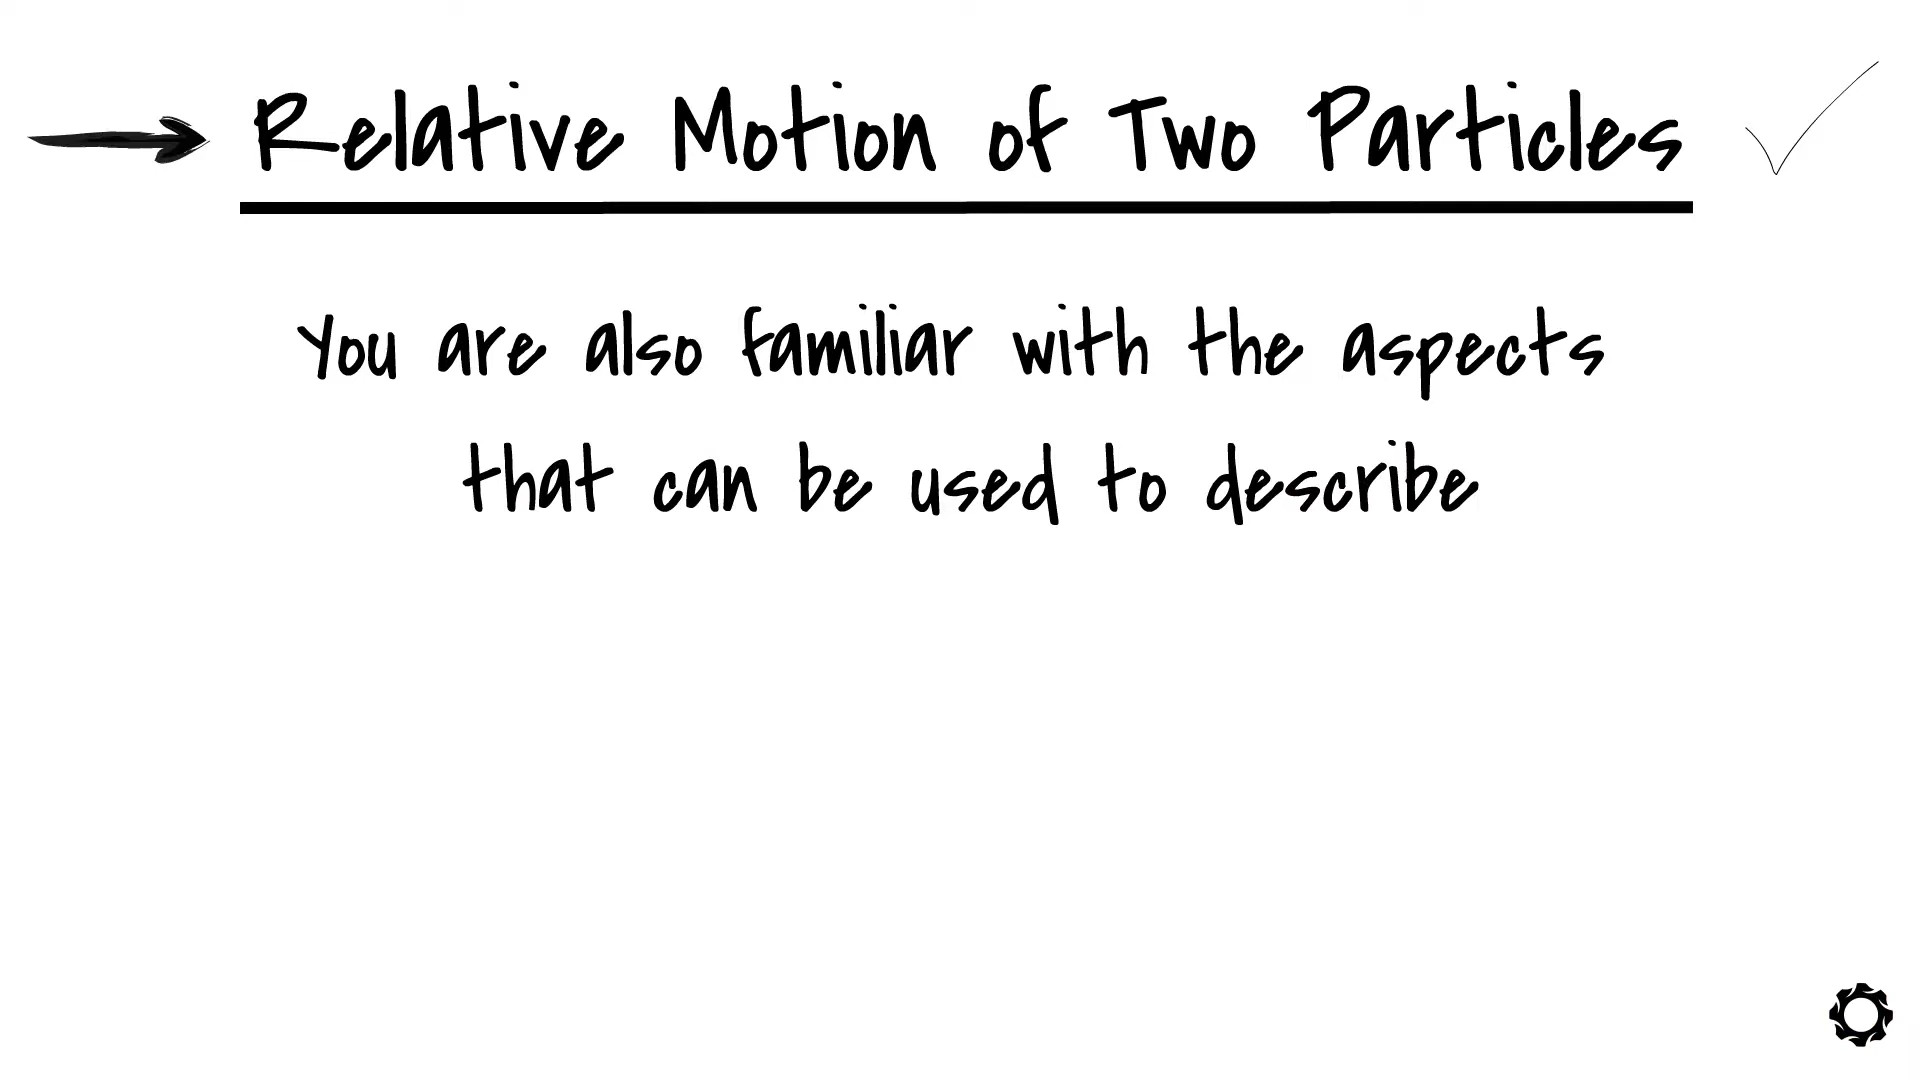 Relative Motion of Two Particles
You are also familiar with the aspects
that can be used to describe